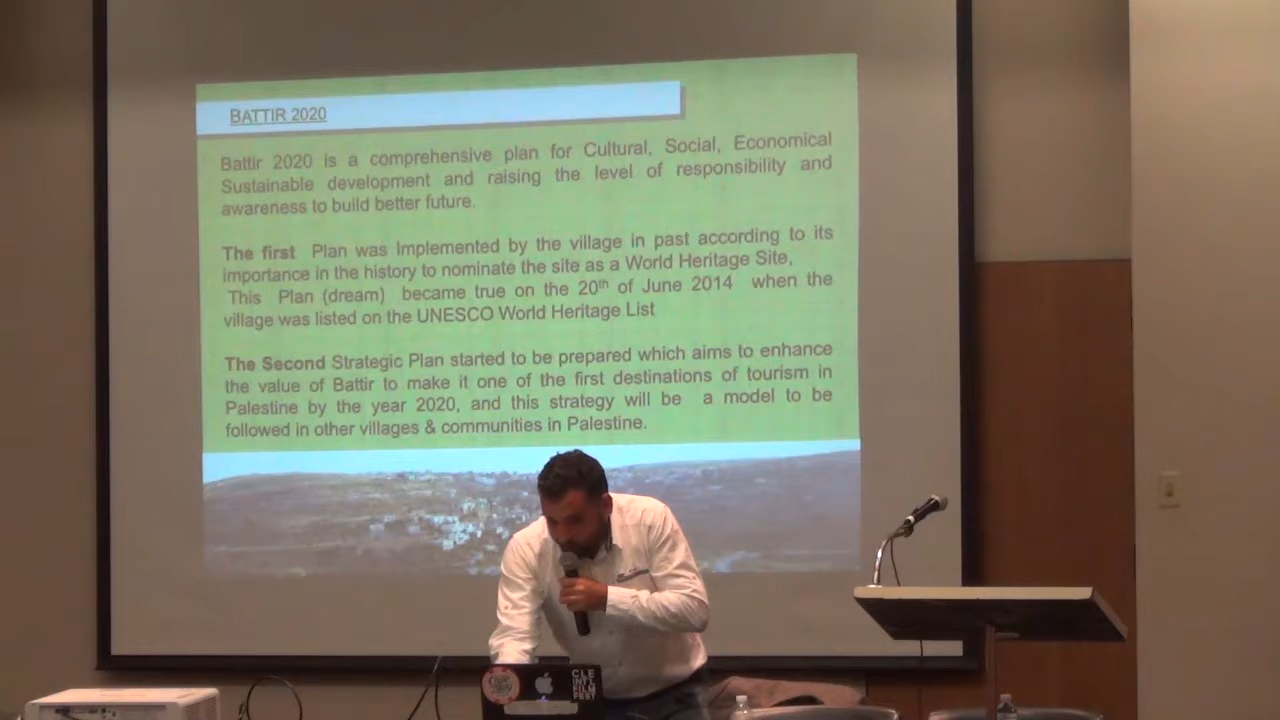 BATTIR 2020
Battir 2020 is a comprehensive plan for Cultural, Social, Economical
Sustainable development and raising the level of responsibility and
awareness to build better future.
The first Plan was Implemented by the village in past according to its
importance in the history to nominate the site as a World Heritage Site,
This Plan (dream) became true on the 20th of June 2014 when the
village was listed on the UNESCO World Heritage List
The Second Strategic Plan started to be prepared which aims to enhance
the value of Battir to make it one of the first destinations of tourism in
Palestine by the year 2020, and this strategy will be a model to be
followed in other villages & communities in Palestine.
CLE
INT'L
FILM
FEST